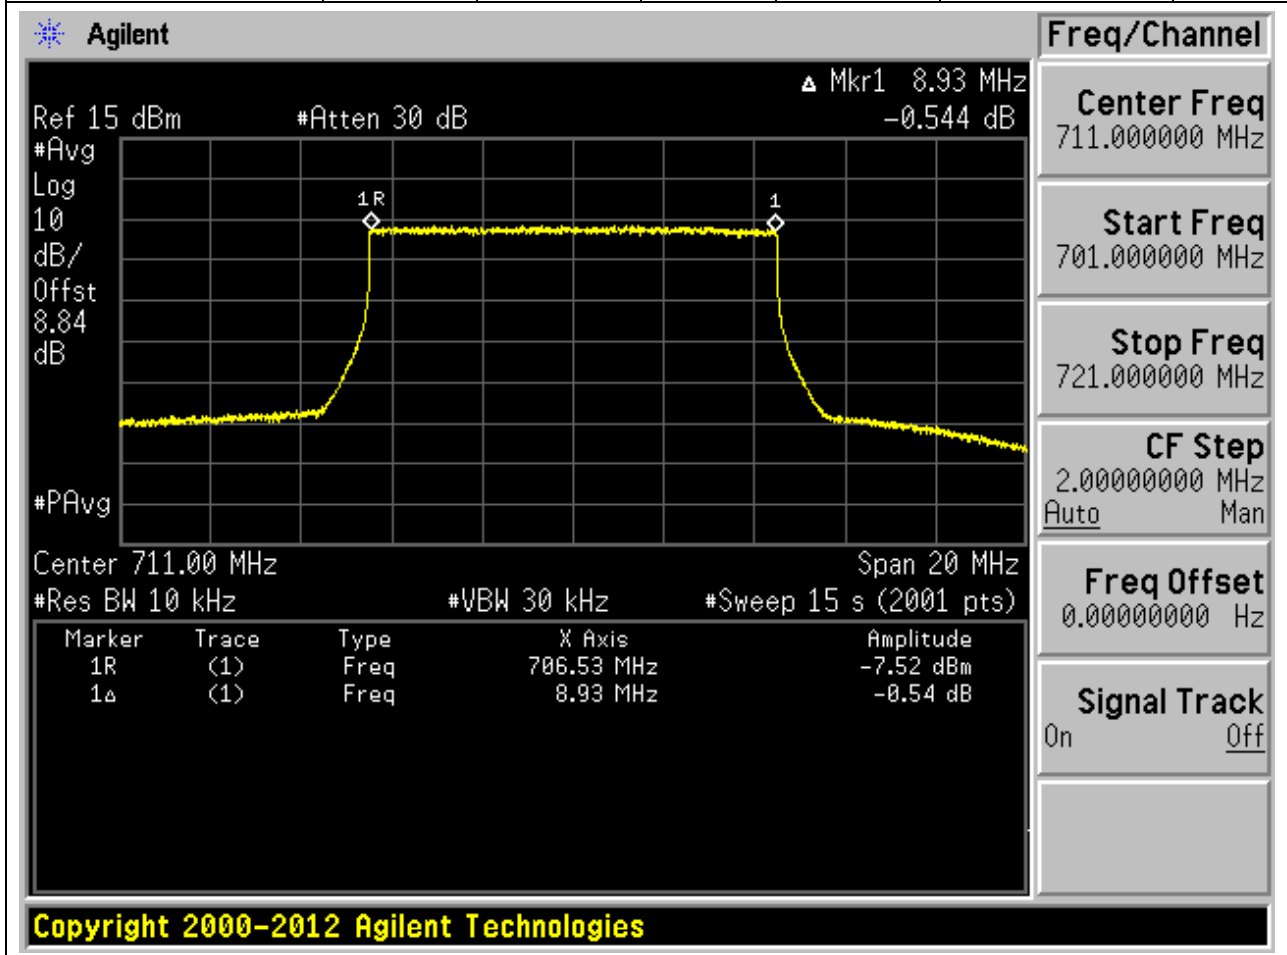 Agilent
Freq/Channel
Δ Mkr1 8.93 MHz
Ref 15 dBm #Atten 30 dB -0.544 dB
#Avg
Log
10
dB/
Offst
8.84
dB
1R
1
#PAvg
Center 711.00 MHz Span 20 MHz
#Res BW 10 kHz #VBW 30 kHz #Sweep 15 s (2001 pts)
Marker Trace Type X Axis Amplitude
1R (1) Freq 706.53 MHz -7.52 dBm
1Δ (1) Freq 8.93 MHz -0.54 dB
Center Freq
711.000000 MHz
Start Freq
701.000000 MHz
Stop Freq
721.000000 MHz
CF Step
2.00000000 MHz
Auto Man
Freq Offset
0.00000000 Hz
Signal Track
On Off
Copyright 2000-2012 Agilent Technologies